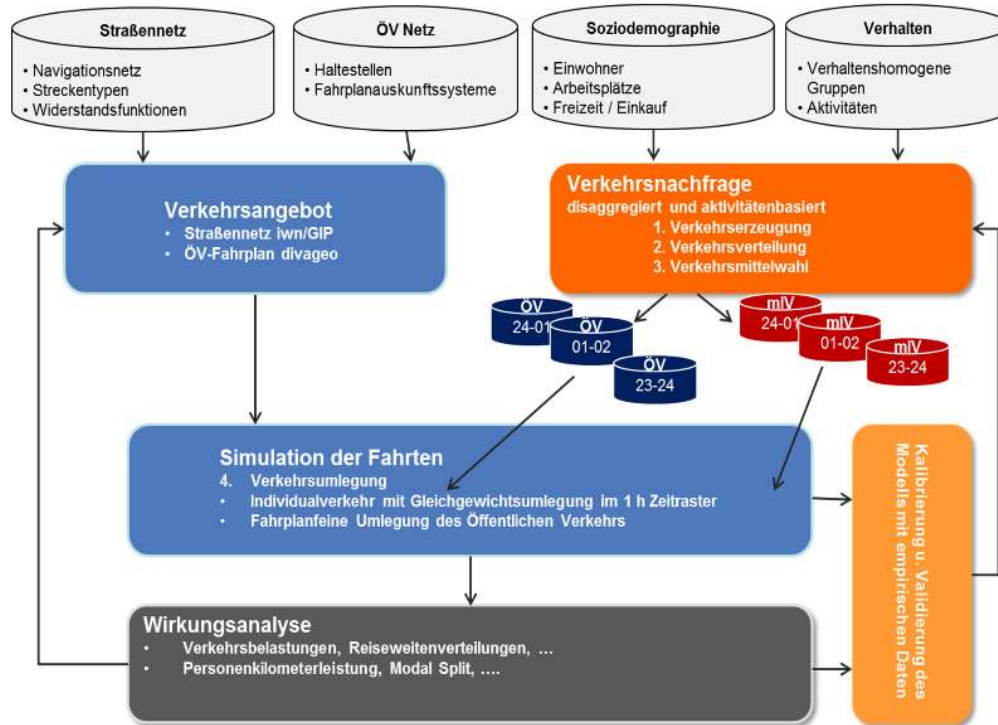 Straßennetz
• Navigationsnetz
• Streckentypen
• Widerstandsfunktionen
ÖV Netz
• Haltestellen
• Fahrplanauskunftssysteme
Soziodemographie
• Einwohner
• Arbeitsplätze
• Freizeit / Einkauf
Verhalten
• Verhaltenshomogene
Gruppen
• Aktivitäten
Verkehrsangebot
• Straßennetz iwn/GIP
• ÖV-Fahrplan divageo
Verkehrsnachfrage
disaggregiert und aktivitätenbasiert
1. Verkehrserzeugung
2. Verkehrsverteilung
3. Verkehrsmittelwahl
ÖV
24-01
ÖV
01-02
ÖV
23-24
mIV
24-01
mIV
01-02
mIV
23-24
Simulation der Fahrten
4. Verkehrsumlegung
• Individualverkehr mit Gleichgewichtsumlegung im 1 h Zeitraster
• Fahrplanfeine Umlegung des Öffentlichen Verkehrs
Kalibrierung u. Validierung des
Modells mit empirischen Daten
Wirkungsanalyse
• Verkehrsbelastungen, Reiseweitenverteilungen, ...
• Personenkilometerleistung, Modal Split, ....